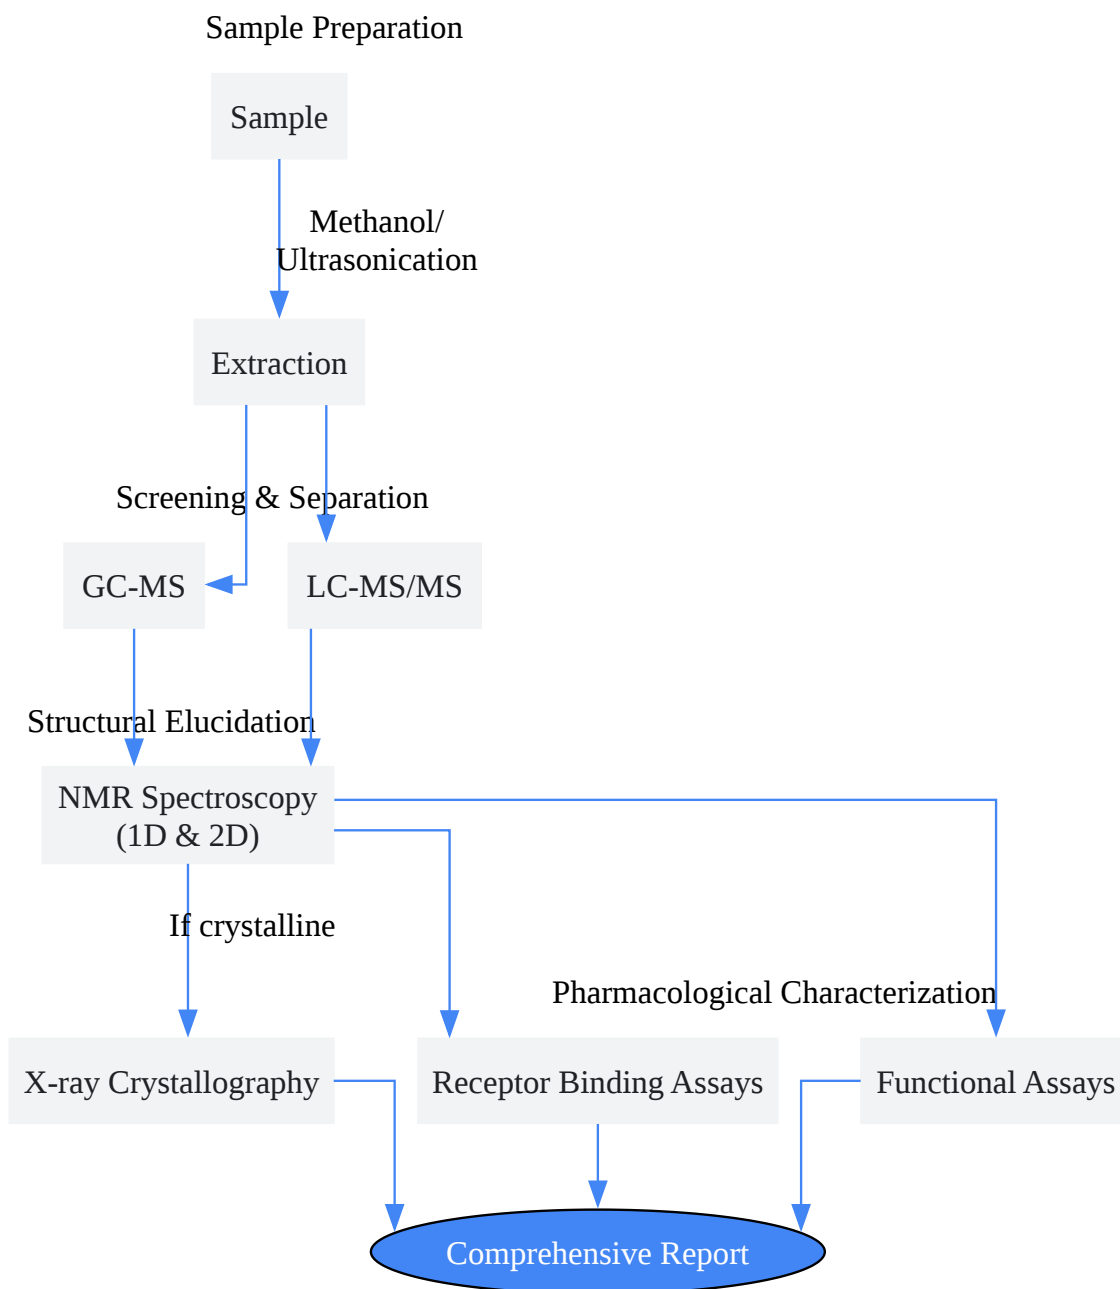 Sample Preparation
Sample
Methanol/
Ultrasonication
Extraction
Screening & Separation
GC-MS
LC-MS/MS
Structural Elucidation
NMR Spectroscopy
(1D & 2D)
If crystalline
Pharmacological Characterization
X-ray Crystallography
Receptor Binding Assays
Functional Assays
Comprehensive Report